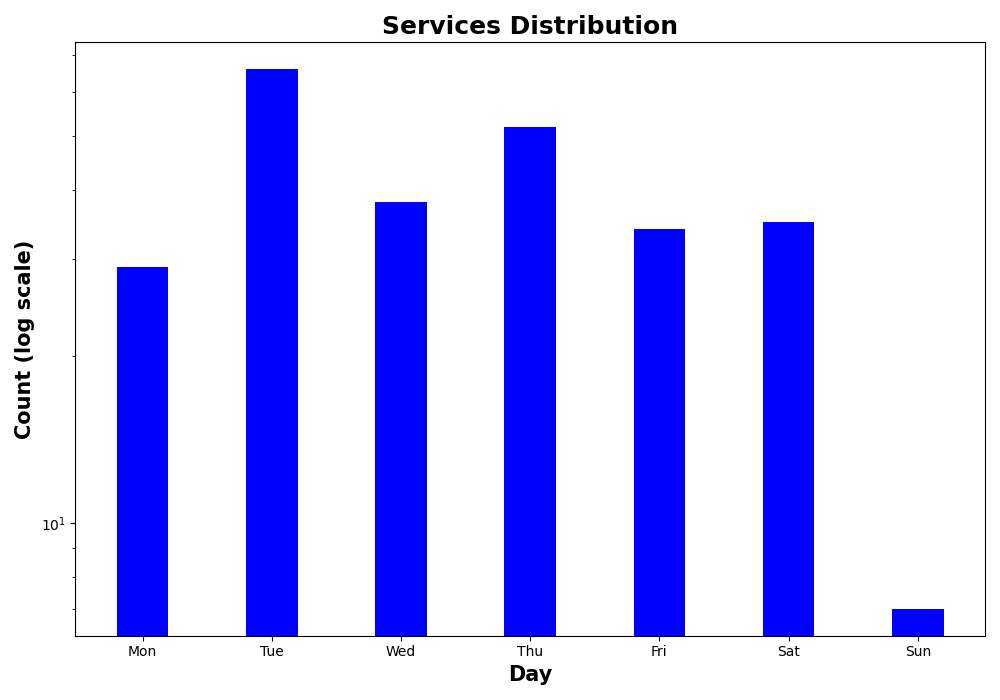 Services Distribution
Count (log scale)
10¹
Mon Tue Wed Thu Fri Sat Sun
Day